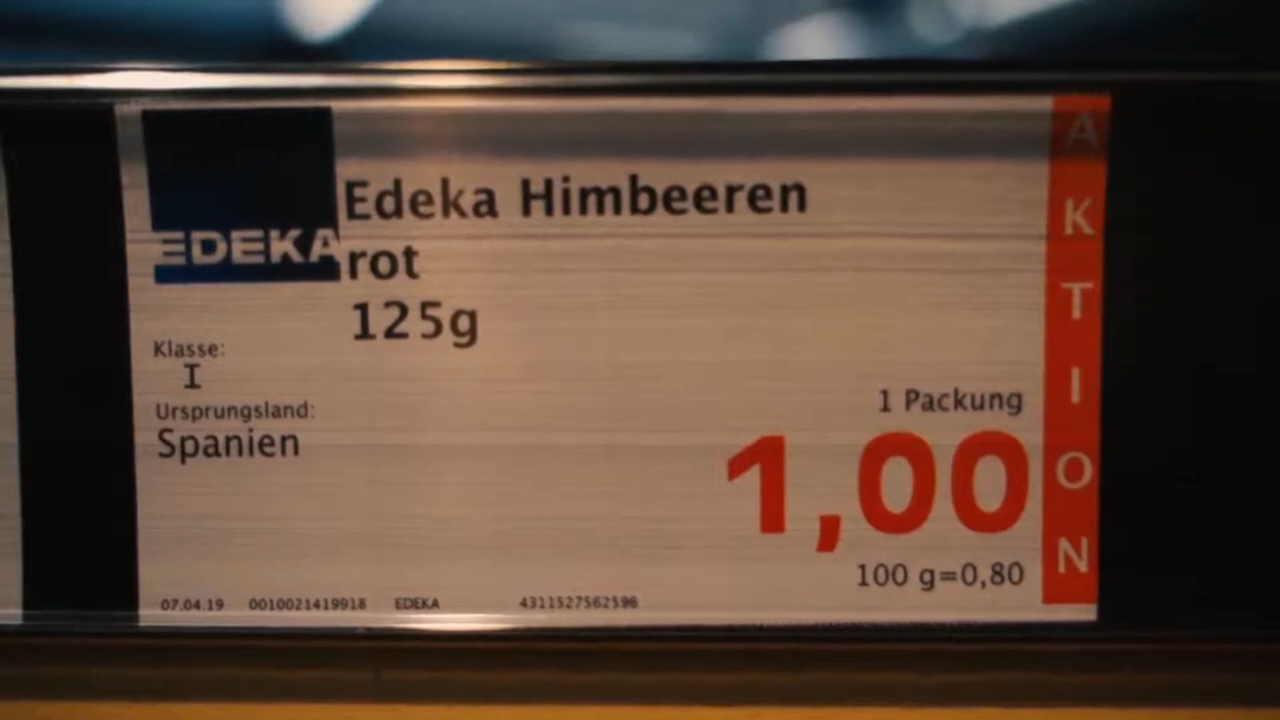 EDEKA
Edeka Himbeeren
rot
125g
Klasse:
I
Ursprungsland:
Spanien
1 Packung
1,00
100 g=0,80
07.04.19 0010021419918 EDEKA 4311527562596
AKTION